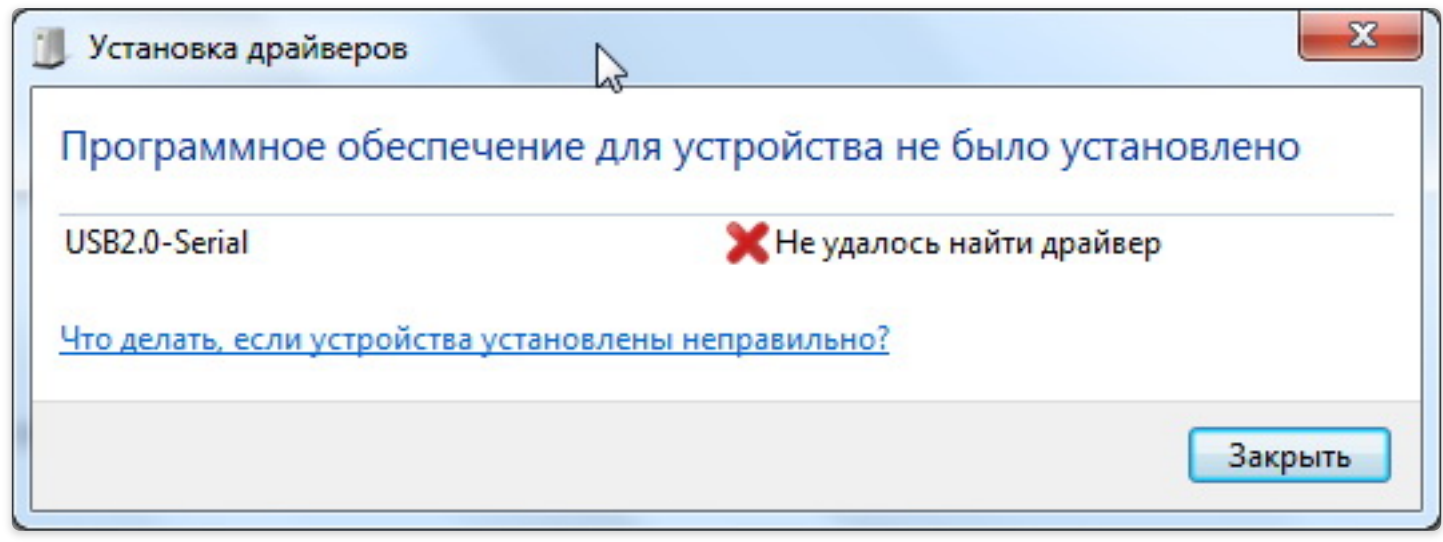 Установка драйверов
Программное обеспечение для устройства не было установлено
USB2.0-Serial Не удалось найти драйвер
Что делать, если устройства установлены неправильно?
Закрыть